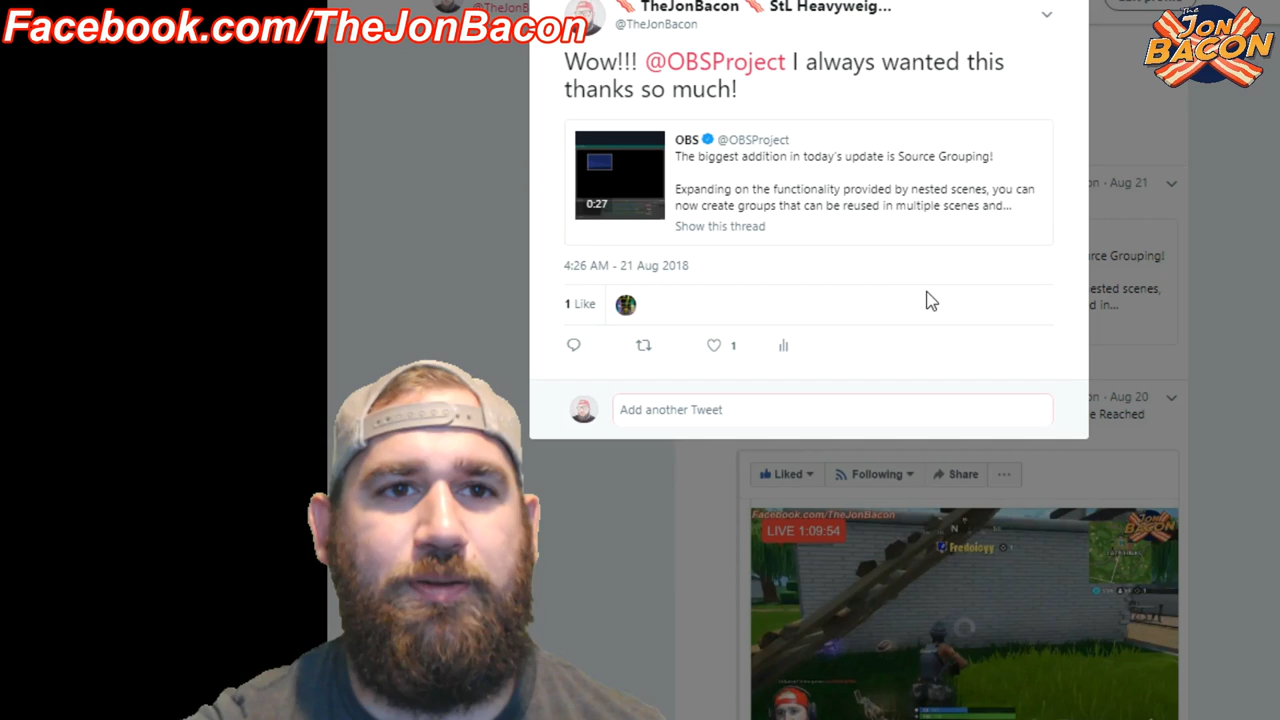 Facebook.com/TheJonBacon
@TheJonB
The
JON
BACON
TheJonBacon StL Heavyweig...
@TheJonBacon
Wow!!! @OBSProject I always wanted this
thanks so much!
OBS @OBSProject
The biggest addition in today's update is Source Grouping!
Expanding on the functionality provided by nested scenes, you can
now create groups that can be reused in multiple scenes and...
Show this thread
0:27
4:26 AM - 21 Aug 2018
1 Like
1
Add another Tweet
on · Aug 21
urce Grouping!
ested scenes,
d in...
on · Aug 20
e Reached
Liked
Following
Share
Facebook.com/TheJonBacon
LIVE 1:09:54
JON
BACON
N